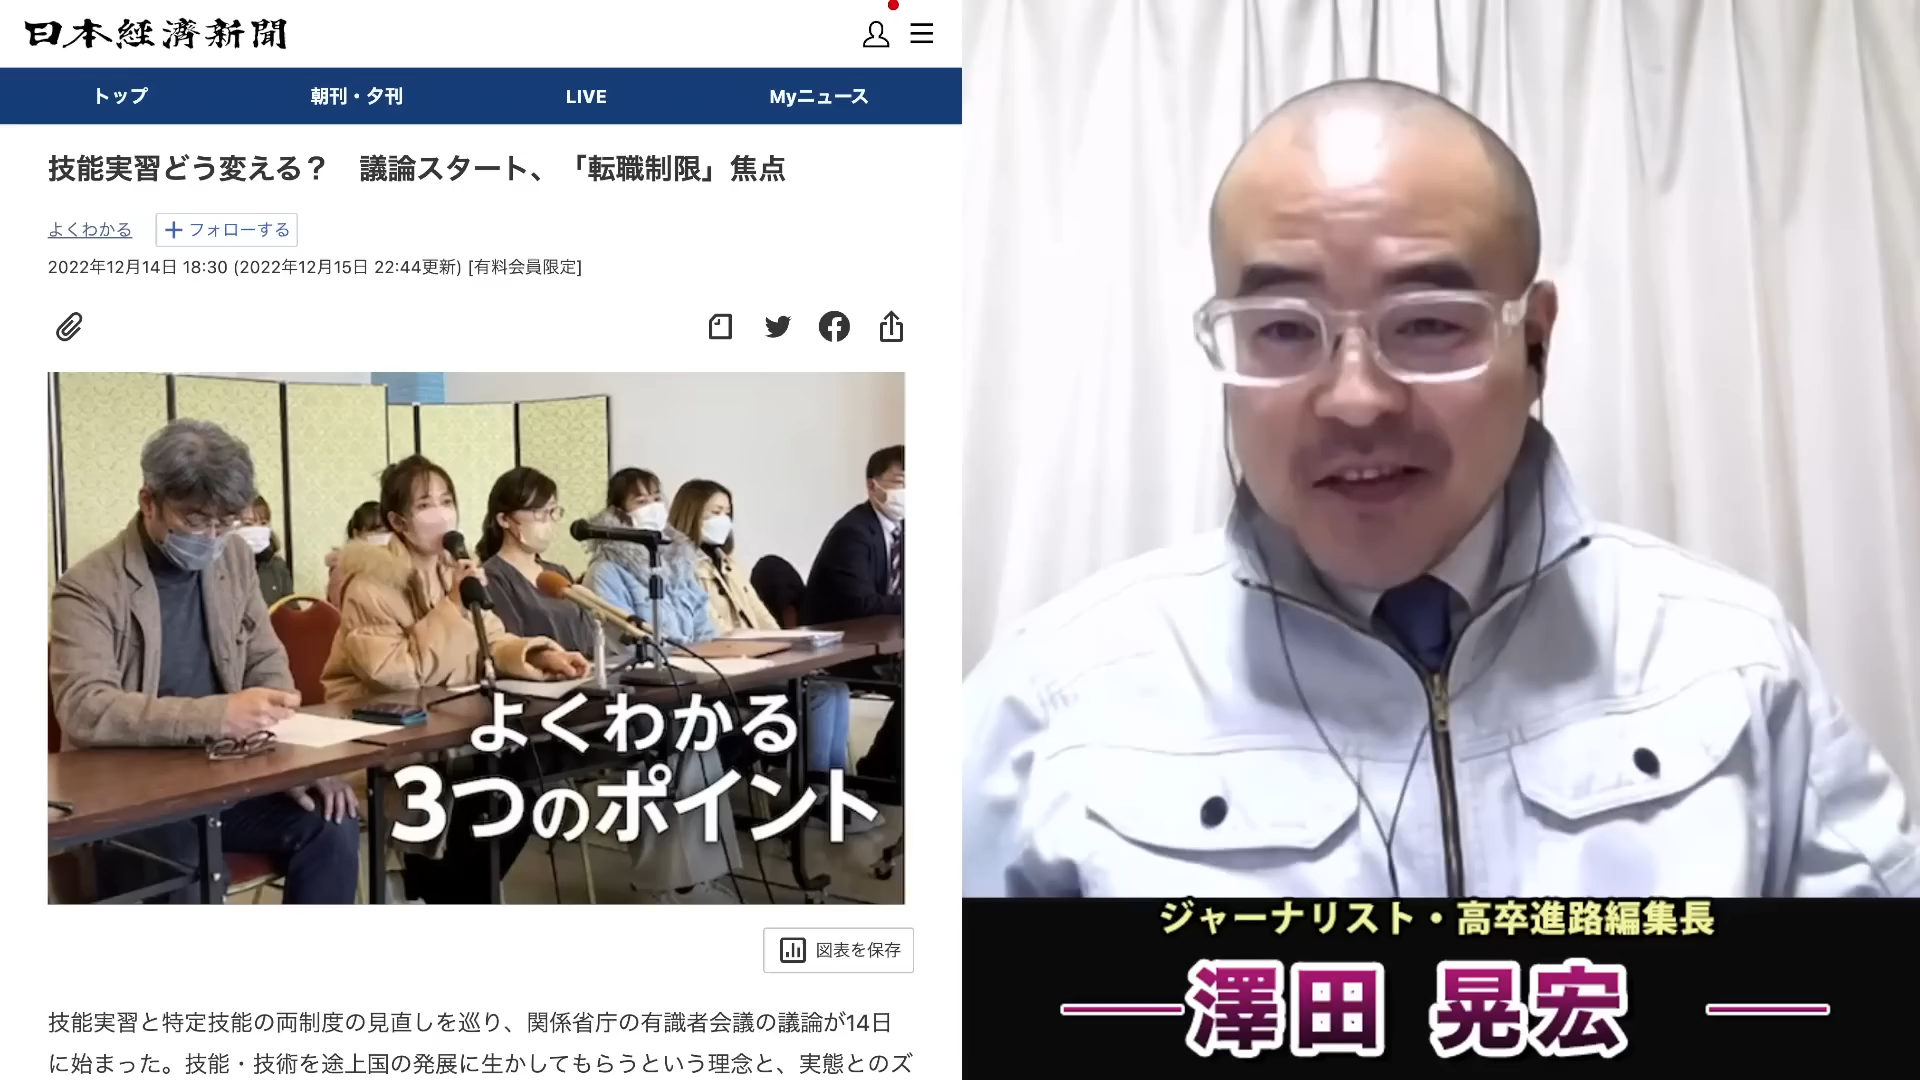 日本経済新聞
トップ 朝刊・夕刊 LIVE Myニュース
技能実習どう変える？　議論スタート、「転職制限」焦点
よくわかる ＋フォローする
2022年12月14日 18:30 (2022年12月15日 22:44更新) [有料会員限定]
よくわかる
3つのポイント
図表を保存
技能実習と特定技能の両制度の見直しを巡り、関係省庁の有識者会議の議論が14日
に始まった。技能・技術を途上国の発展に生かしてもらうという理念と、実態とのズ
ジャーナリスト・高卒進路編集長
澤田 晃宏